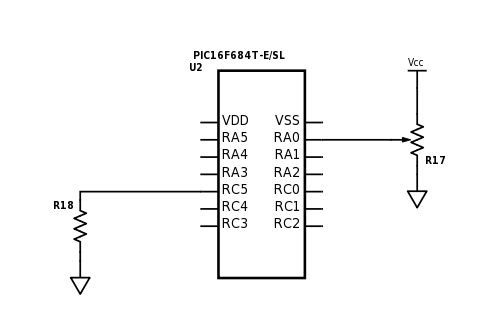 PIC16F684T-E/SL
U2
Vcc
VDD VSS
RA5 RA0
RA4 RA1
R17
RA3 RA2
RC5 RC0
R18
RC4 RC1
RC3 RC2